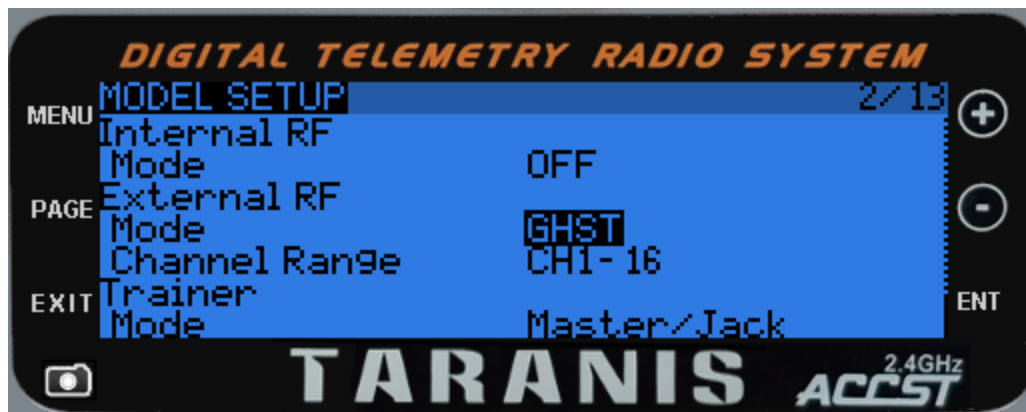 DIGITAL TELEMETRY RADIO SYSTEM
MENU
PAGE
EXIT
MODEL SETUP 2/13
Internal RF
Mode OFF
External RF
Mode GHST
Channel Range CH1-16
Trainer
Mode Master/Jack
+
-
ENT
TARANIS
2.4GHz
ACCST